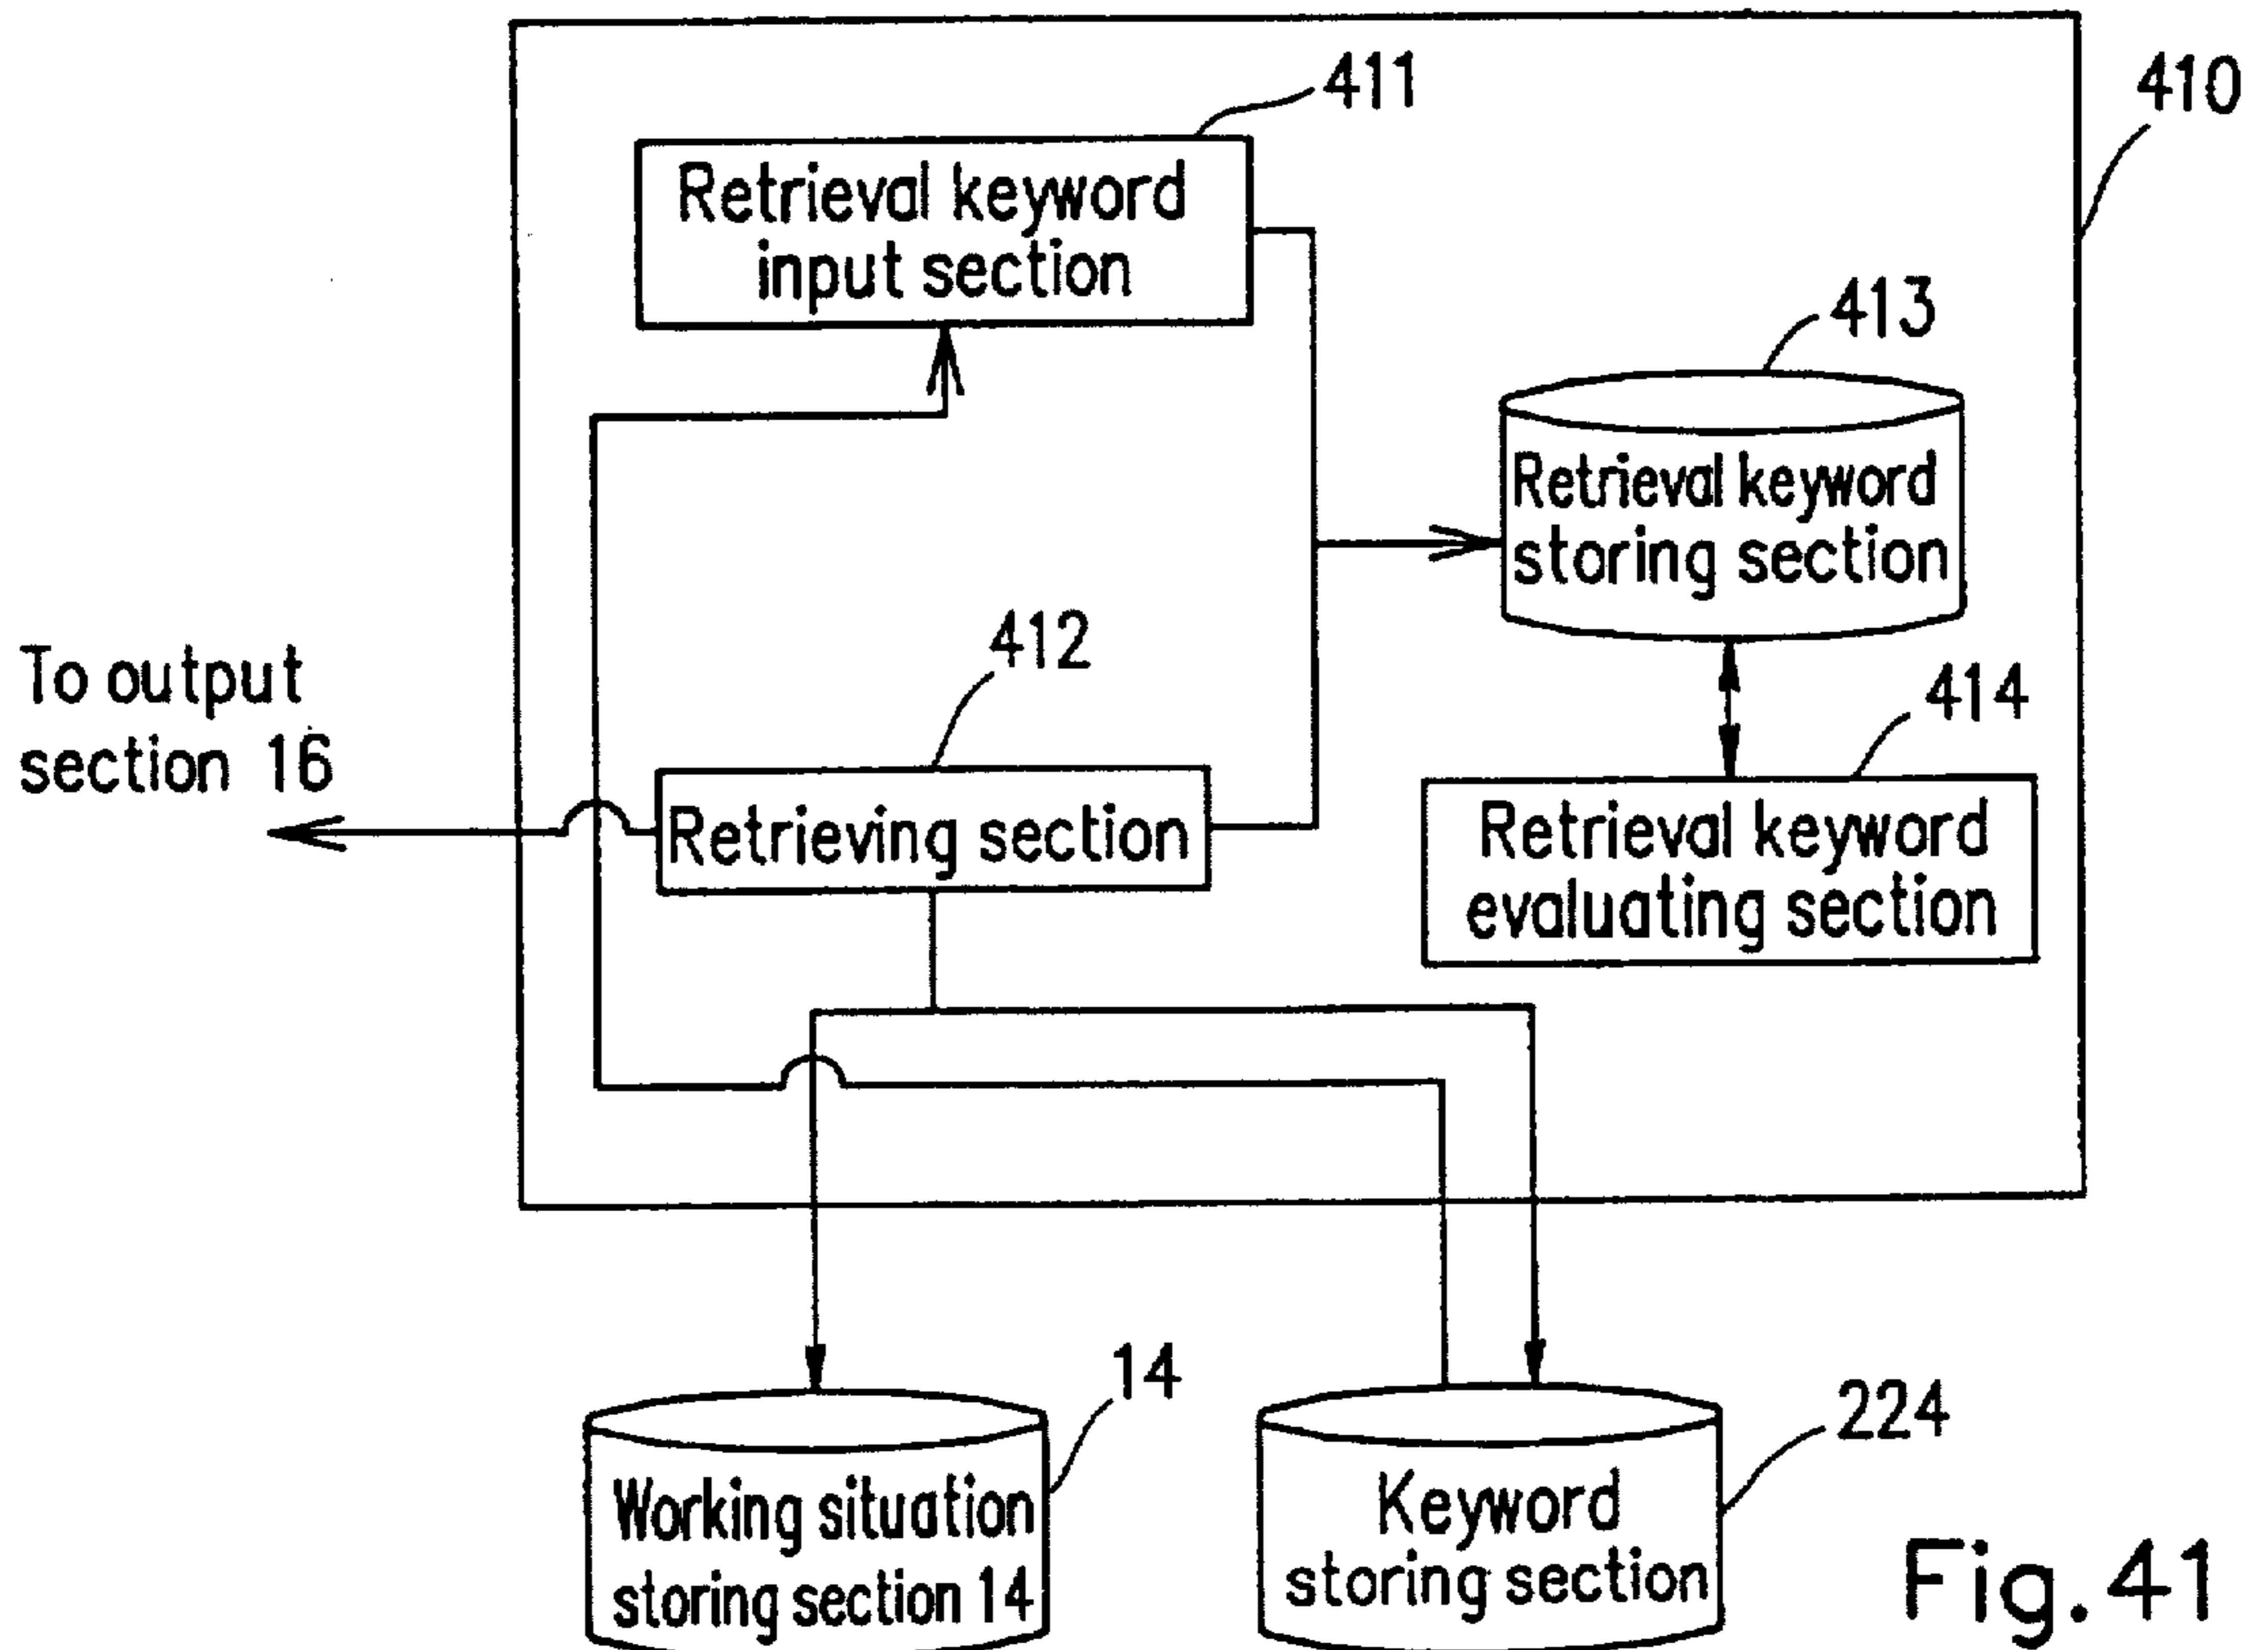 411
410
Retrieval keyword
input section
413
Retrieval keyword
storing section
412
To output
section 16
414
Retrieving section
Retrieval keyword
evaluating section
14
224
Working situation
storing section 14
Keyword
storing section
Fig.41